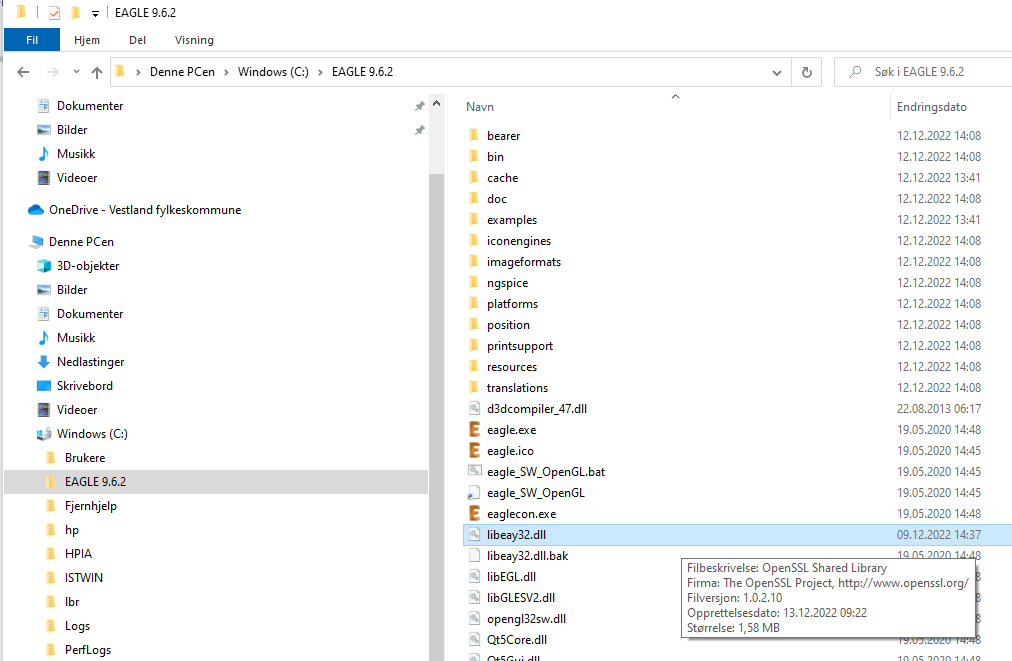 EAGLE 9.6.2
Fil Hjem Del Visning
Denne PCen Windows (C:) EAGLE 9.6.2
Søk i EAGLE 9.6.2
Dokumenter
Bilder
Musikk
Videoer
OneDrive - Vestland fylkeskommune
Denne PCen
3D-objekter
Bilder
Dokumenter
Musikk
Nedlastinger
Skrivebord
Videoer
Windows (C:)
Brukere
EAGLE 9.6.2
Fjernhjelp
hp
HPIA
ISTWIN
lbr
Logs
PerfLogs
Navn Endringsdato
bearer 12.12.2022 14:08
bin 12.12.2022 14:08
cache 12.12.2022 13:41
doc 12.12.2022 14:08
examples 12.12.2022 13:41
iconengines 12.12.2022 14:08
imageformats 12.12.2022 14:08
ngspice 12.12.2022 14:08
platforms 12.12.2022 14:08
position 12.12.2022 14:08
printsupport 12.12.2022 14:08
resources 12.12.2022 14:08
translations 12.12.2022 14:08
d3dcompiler_47.dll 22.08.2013 06:17
eagle.exe 19.05.2020 14:48
eagle.ico 19.05.2020 14:45
eagle_SW_OpenGL.bat 19.05.2020 14:45
eagle_SW_OpenGL 19.05.2020 14:45
eaglecon.exe 19.05.2020 14:48
libeay32.dll 09.12.2022 14:37
libeay32.dll.bak 19.05.2020 14:48
libEGL.dll
libGLESV2.dll
opengl32sw.dll
Qt5Core.dll 19.05.2020 14:48
Qt5Gui.dll
Filbeskrivelse: OpenSSL Shared Library
Firma: The OpenSSL Project, http://www.openssl.org/
Filversjon: 1.0.2.10
Opprettelsesdato: 13.12.2022 09:22
Størrelse: 1,58 MB